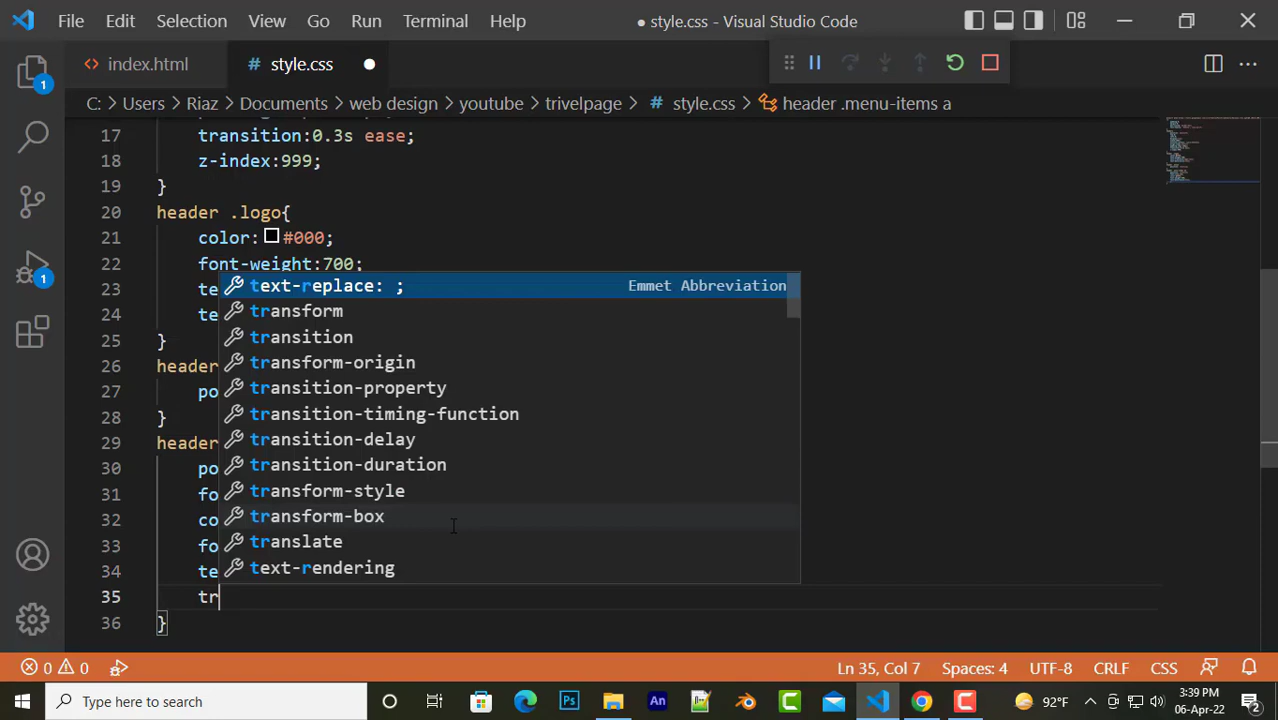 File Edit Selection View Go Run Terminal Help
style.css - Visual Studio Code
index.html
# style.css
C: > Users > Riaz > Documents > web design > youtube > trivelpage > # style.css > header .menu-items a
17 transition:0.3s ease;
18 z-index:999;
19 }
20 header .logo{
21 color: #000;
22 font-weight:700;
23 te
24 te
25 }
26 header
27 po
28 }
29 header
30 po
31 fo
32 co
33 fo
34 te
35 tr
36 }
text-replace: ; Emmet Abbreviation
transform
transition
transform-origin
transition-property
transition-timing-function
transition-delay
transition-duration
transform-style
transform-box
translate
text-rendering
1
1
0 0
Ln 35, Col 7 Spaces: 4 UTF-8 CRLF CSS
Type here to search
Ps
An
92°F
3:39 PM
06-Apr-22
2